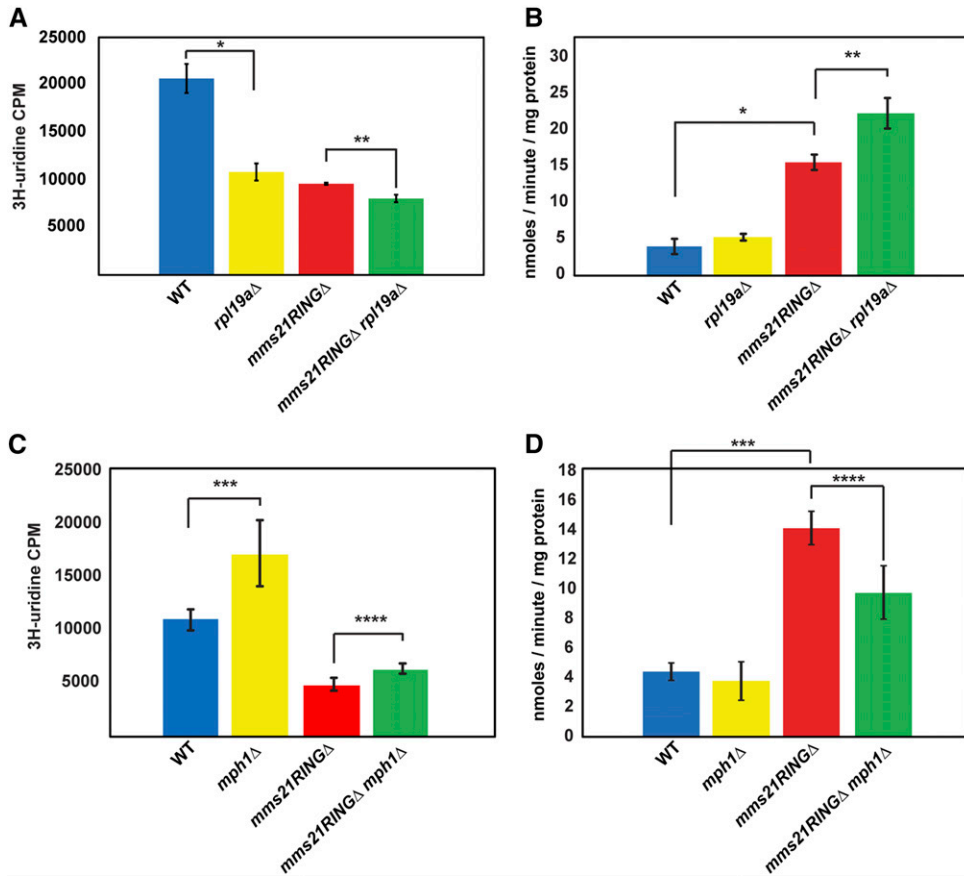 A
3H-uridine CPM
25000
20000
15000
10000
5000
*
**
WT
rpl19aΔ
mms21RINGΔ
mms21RINGΔ rpl19aΔ
B
nmoles / minute / mg protein
30
25
20
15
10
5
0
*
**
WT
rpl19aΔ
mms21RINGΔ
mms21RINGΔ rpl19aΔ
C
3H-uridine CPM
25000
20000
15000
10000
5000
***
****
WT
mph1Δ
mms21RINGΔ
mms21RINGΔ mph1Δ
D
nmoles / minute / mg protein
18
16
14
12
10
8
6
4
2
0
***
****
WT
mph1Δ
mms21RINGΔ
mms21RINGΔ mph1Δ